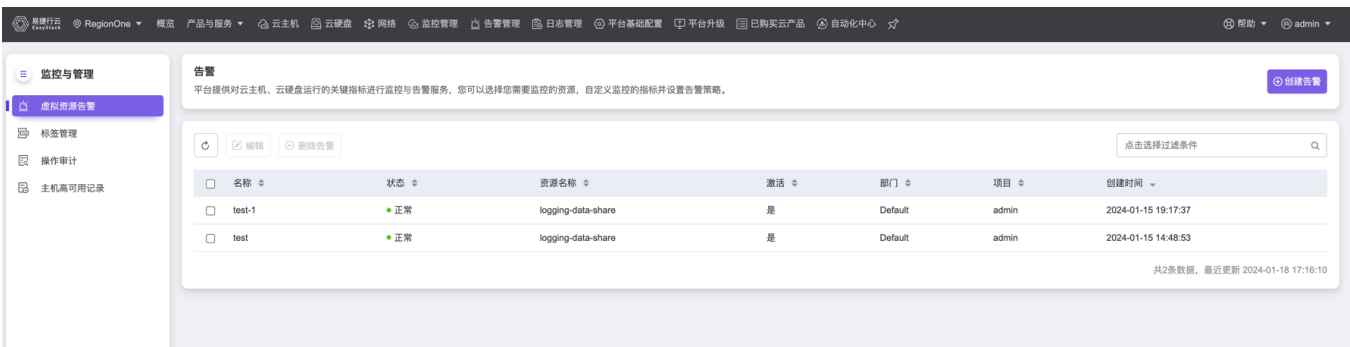 易捷行云 EasyStack RegionOne 概览 产品与服务 云主机 云硬盘 网络 监控管理 告警管理 日志管理 平台基础配置 平台升级 已购买云产品 自动化中心 帮助 admin
监控与管理
虚拟资源告警
标签管理
操作审计
主机高可用记录
告警
平台提供对云主机、云硬盘运行的关键指标进行监控与告警服务，您可以选择您需要监控的资源，自定义监控的指标并设置告警策略。
创建告警
编辑 删除告警 点击选择过滤条件
名称 状态 资源名称 激活 部门 项目 创建时间
test-1 正常 logging-data-share 是 Default admin 2024-01-15 19:17:37
test 正常 logging-data-share 是 Default admin 2024-01-15 14:48:53
共2条数据，最近更新 2024-01-18 17:16:10